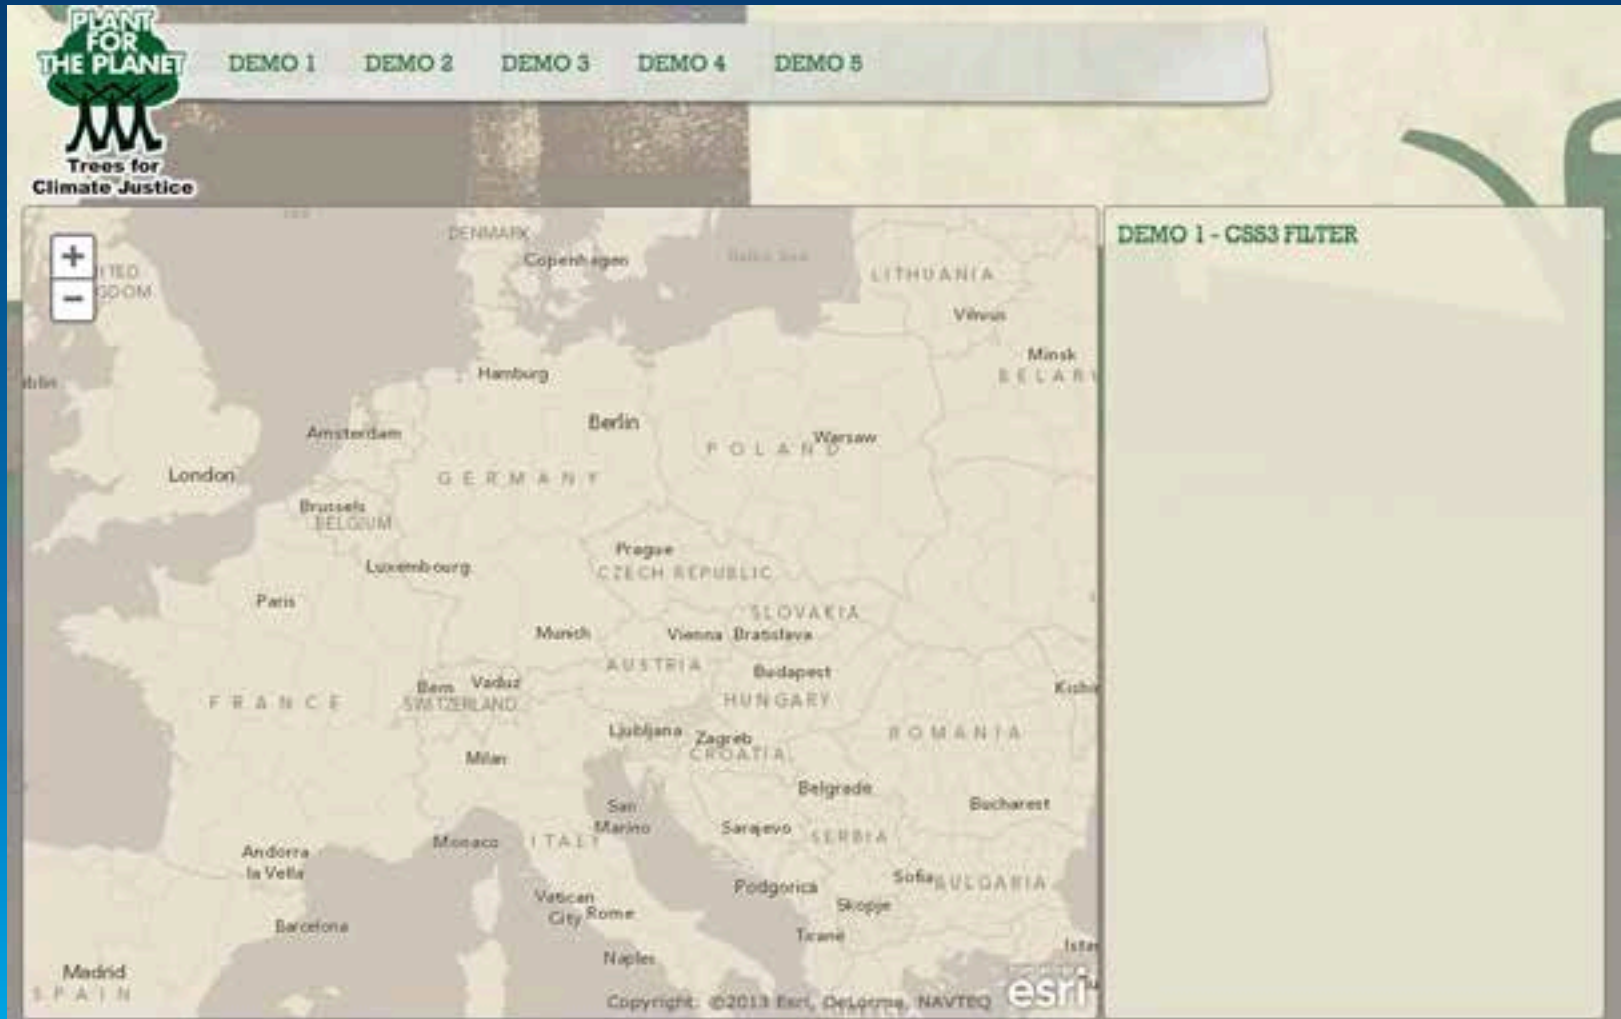 PLANT
FOR
THE PLANET
Trees for
Climate Justice
DEMO 1 DEMO 2 DEMO 3 DEMO 4 DEMO 5
+
−
DEMO 1 - CSS3 FILTER
DENMARK
Copenhagen
Baltic Sea
LITHUANIA
Vilnius
Minsk
Hamburg
Berlin
Amsterdam
Warsaw
POLAND
London
GERMANY
Brussels
BELGIUM
Prague
Luxembourg
CZECH REPUBLIC
Paris
SLOVAKIA
Munich
Vienna Bratislava
AUSTRIA
Budapest
Bern Vaduz
FRANCE
SWITZERLAND
HUNGARY
Ljubljana
Zagreb
ROMANIA
CROATIA
Milan
Belgrade
San
Marino
Bucharest
Sarajevo
SERBIA
Monaco
ITALY
Andorra
la Vella
Sofia
BULGARIA
Podgorica
Vatican
City
Rome
Skopje
Barcelona
Tiranë
Naples
Madrid
SPAIN
Copyright: ©2013 Esri, DeLorme, NAVTEQ
esri